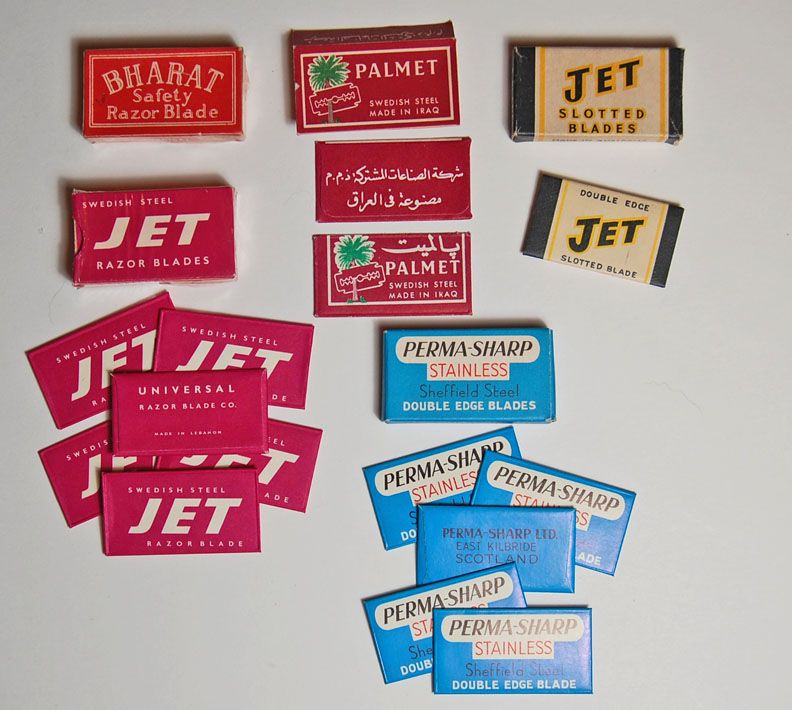 BHARAT
Safety
Razor Blade
PALMET
SWEDISH STEEL
MADE IN IRAQ
JET
SLOTTED
BLADES
شركة الصناعات المشتركة ذ.م.م
مصنوعة في العراق
SWEDISH STEEL
JET
RAZOR BLADES
DOUBLE EDGE
JET
SLOTTED BLADE
پالميت
PALMET
SWEDISH STEEL
MADE IN IRAQ
SWEDISH STEEL
JET
SWEDISH STEEL
JET
UNIVERSAL
RAZOR BLADE CO.
MADE IN LEBANON
SWEDISH
SWEDISH STEEL
JET
RAZOR BLADE
PERMA-SHARP
STAINLESS
Sheffield Steel
DOUBLE EDGE BLADES
PERMA-SHARP
STAINLESS
PERMA-SHARP
STAINLESS
PERMA-SHARP LTD.
EAST KILBRIDE
SCOTLAND
PERMA-SHARP
PERMA-SHARP
STAINLESS
Sheffield Steel
DOUBLE EDGE BLADE